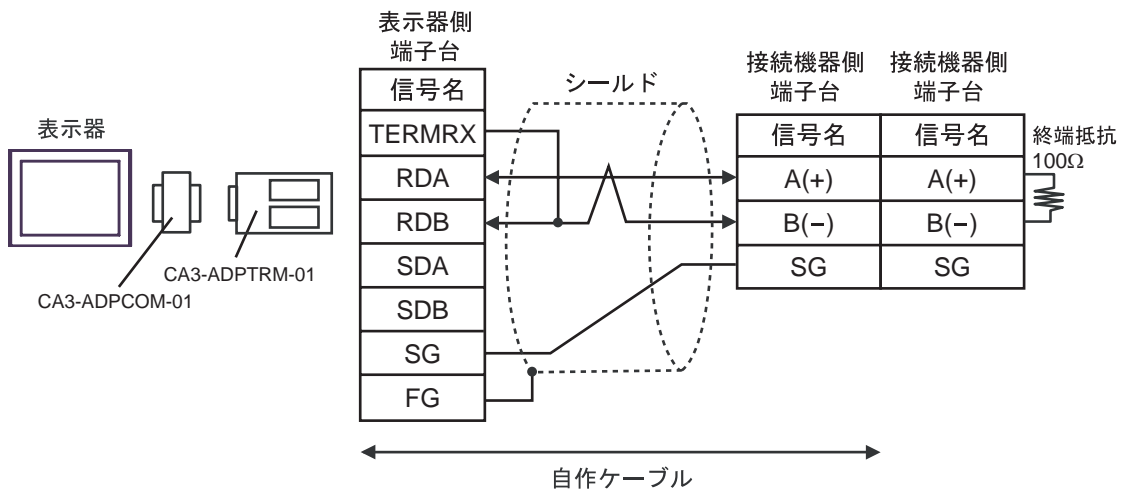 表示器
CA3-ADPCOM-01
CA3-ADPTRM-01
表示器側
端子台
信号名
TERMRX
RDA
RDB
SDA
SDB
SG
FG
シールド
接続機器側
端子台
信号名
A(+)
B(−)
SG
接続機器側
端子台
信号名
A(+)
B(−)
SG
終端抵抗
100Ω
自作ケーブル